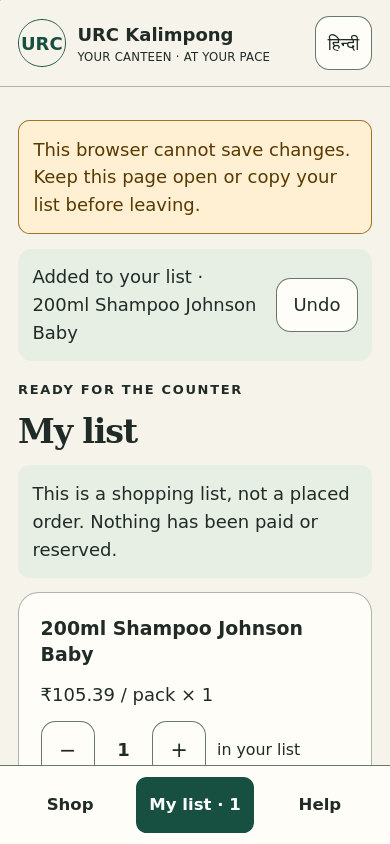 URC
URC Kalimpong
YOUR CANTEEN · AT YOUR PACE
हिन्दी
This browser cannot save changes.
Keep this page open or copy your
list before leaving.
Added to your list ·
200ml Shampoo Johnson
Baby
Undo
READY FOR THE COUNTER
My list
This is a shopping list, not a placed
order. Nothing has been paid or
reserved.
200ml Shampoo Johnson
Baby
₹105.39 / pack × 1
− 1 + in your list
Shop My list · 1 Help